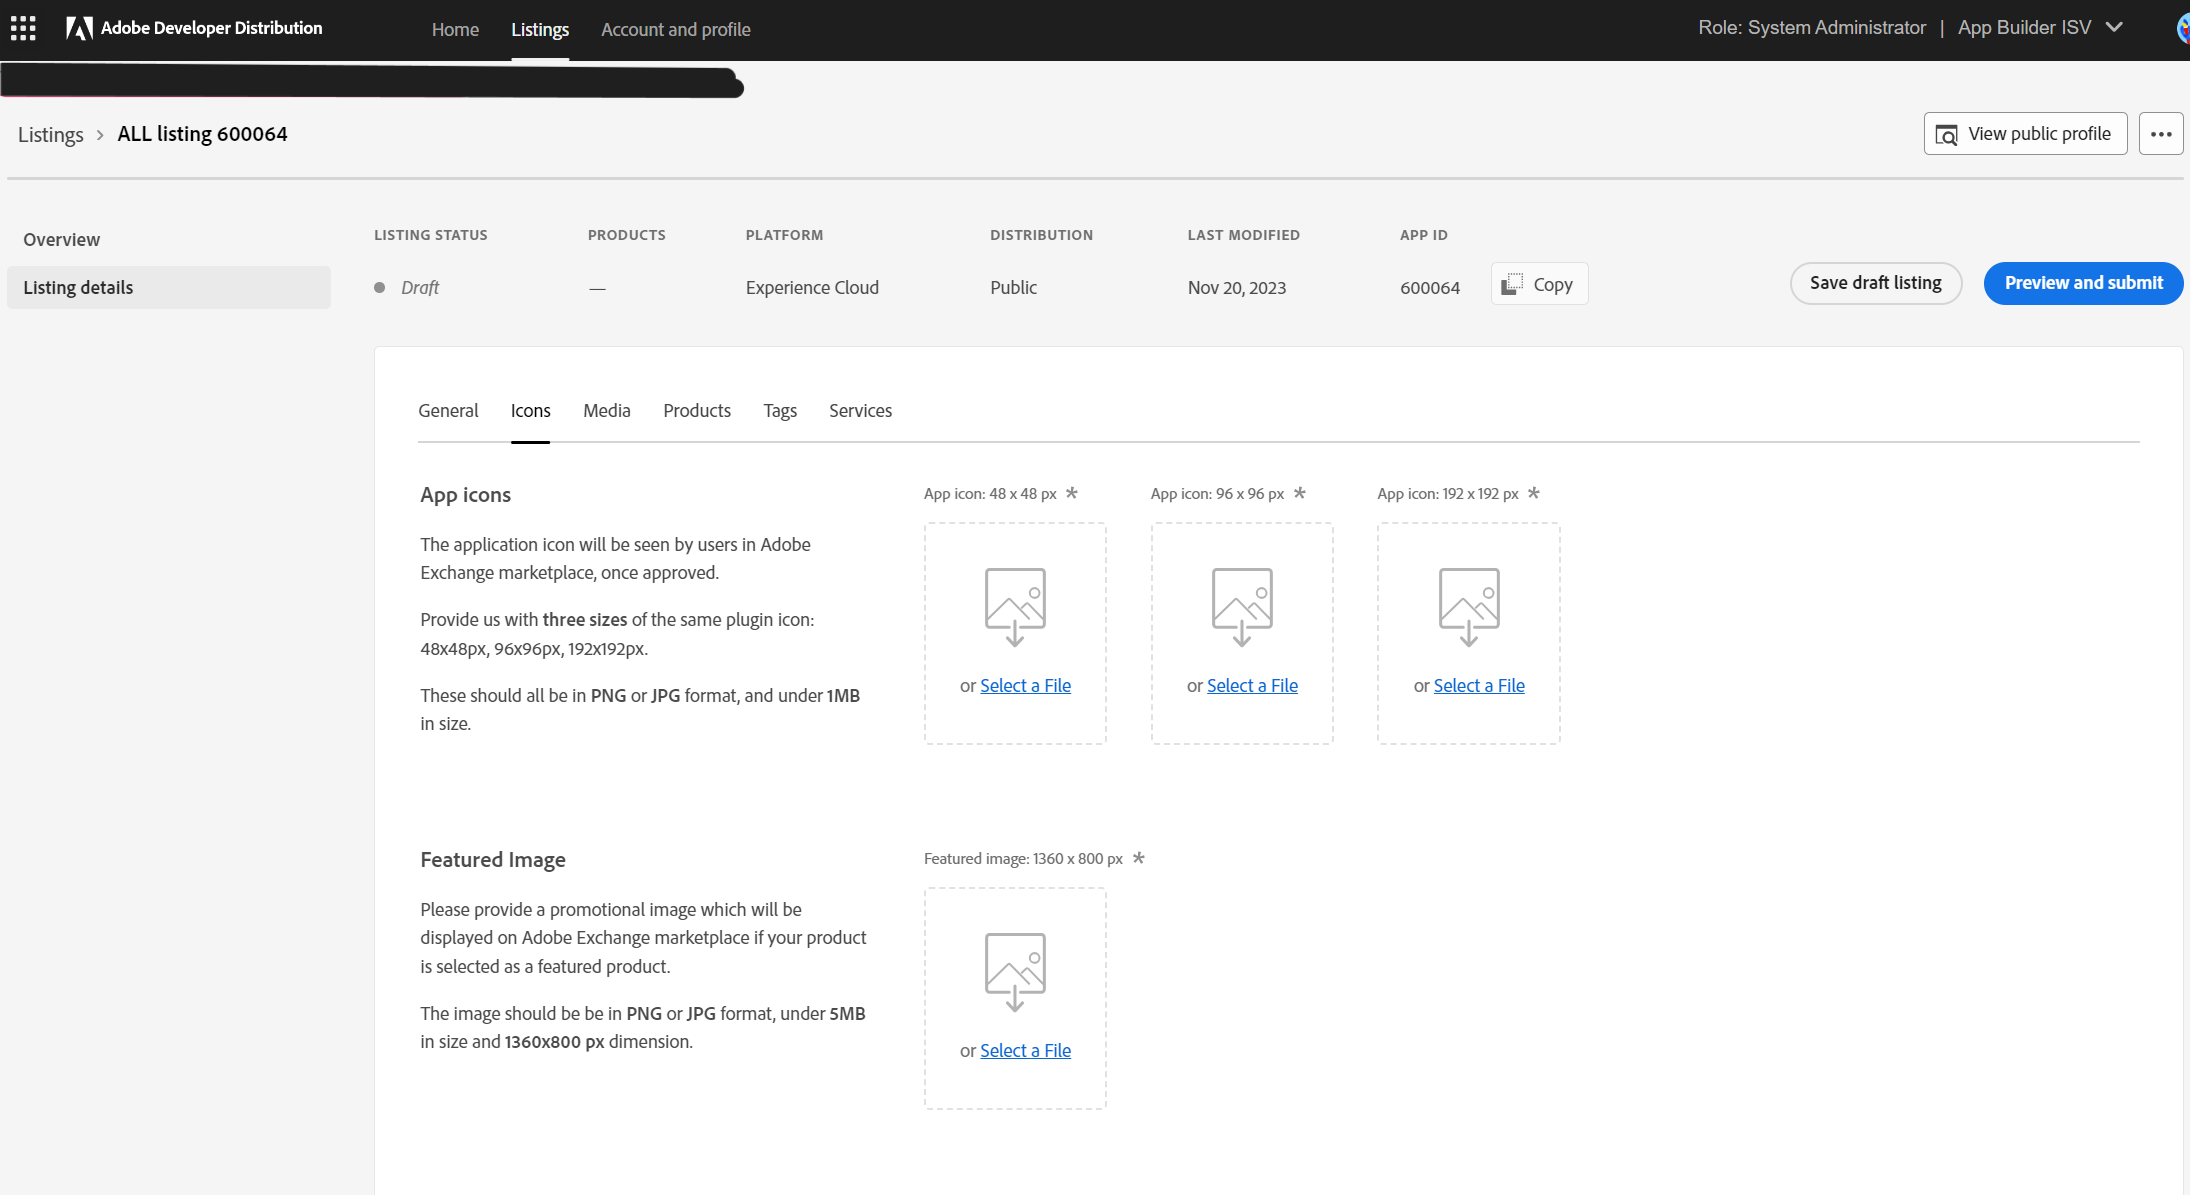 Adobe Developer Distribution
Home
Listings
Account and profile
Role: System Administrator | App Builder ISV
Listings > ALL listing 600064
View public profile
Overview
Listing details
LISTING STATUS
PRODUCTS
PLATFORM
DISTRIBUTION
LAST MODIFIED
APP ID
Draft
—
Experience Cloud
Public
Nov 20, 2023
600064
Copy
Save draft listing
Preview and submit
General
Icons
Media
Products
Tags
Services
App icons
The application icon will be seen by users in Adobe
Exchange marketplace, once approved.
Provide us with three sizes of the same plugin icon:
48x48px, 96x96px, 192x192px.
These should all be in PNG or JPG format, and under 1MB
in size.
App icon: 48 x 48 px *
or Select a File
App icon: 96 x 96 px *
or Select a File
App icon: 192 x 192 px *
or Select a File
Featured Image
Please provide a promotional image which will be
displayed on Adobe Exchange marketplace if your product
is selected as a featured product.
The image should be be in PNG or JPG format, under 5MB
in size and 1360x800 px dimension.
Featured image: 1360 x 800 px *
or Select a File